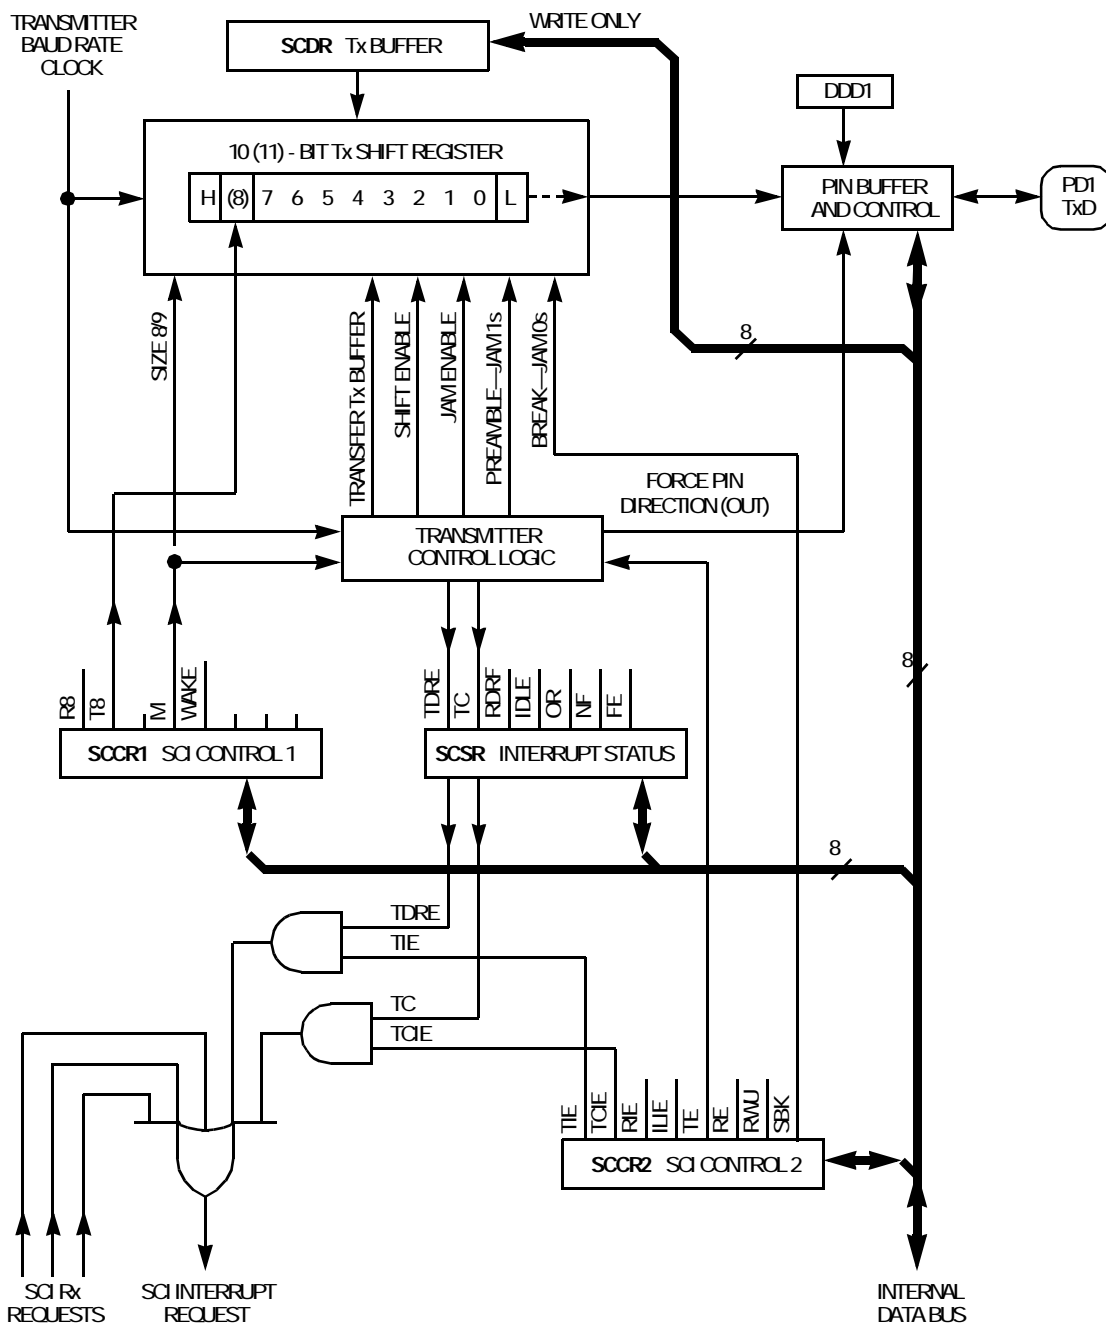 TRANSMITTER
BAUD RATE
CLOCK
WRITE ONLY
SCDR Tx BUFFER
DDD1
10 (11) - BIT Tx SHIFT REGISTER
H (8) 7 6 5 4 3 2 1 0 L
PIN BUFFER
AND CONTROL
PD1
TxD
SIZE 8/9
TRANSFER Tx BUFFER
SHIFT ENABLE
JAM ENABLE
PREAMBLE—JAM 1s
BREAK—JAM 0s
8
FORCE PIN
DIRECTION (OUT)
TRANSMITTER
CONTROL LOGIC
8
R8
T8
M
WAKE
TDRE
TC
RDRF
IDLE
OR
NF
FE
SCCR1 SCI CONTROL 1
SCSR INTERRUPT STATUS
8
TDRE
TIE
TC
TCIE
TIE
TCIE
RIE
ILIE
TE
RE
RWU
SBK
SCCR2 SCI CONTROL 2
SCI Rx
REQUESTS
SCI INTERRUPT
REQUEST
INTERNAL
DATA BUS